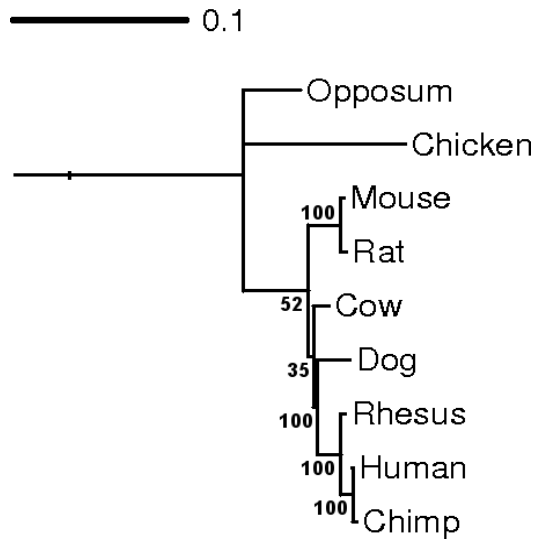 0.1
Opposum
Chicken
Mouse
100
Rat
52
Cow
35
Dog
100
Rhesus
100
Human
100
Chimp